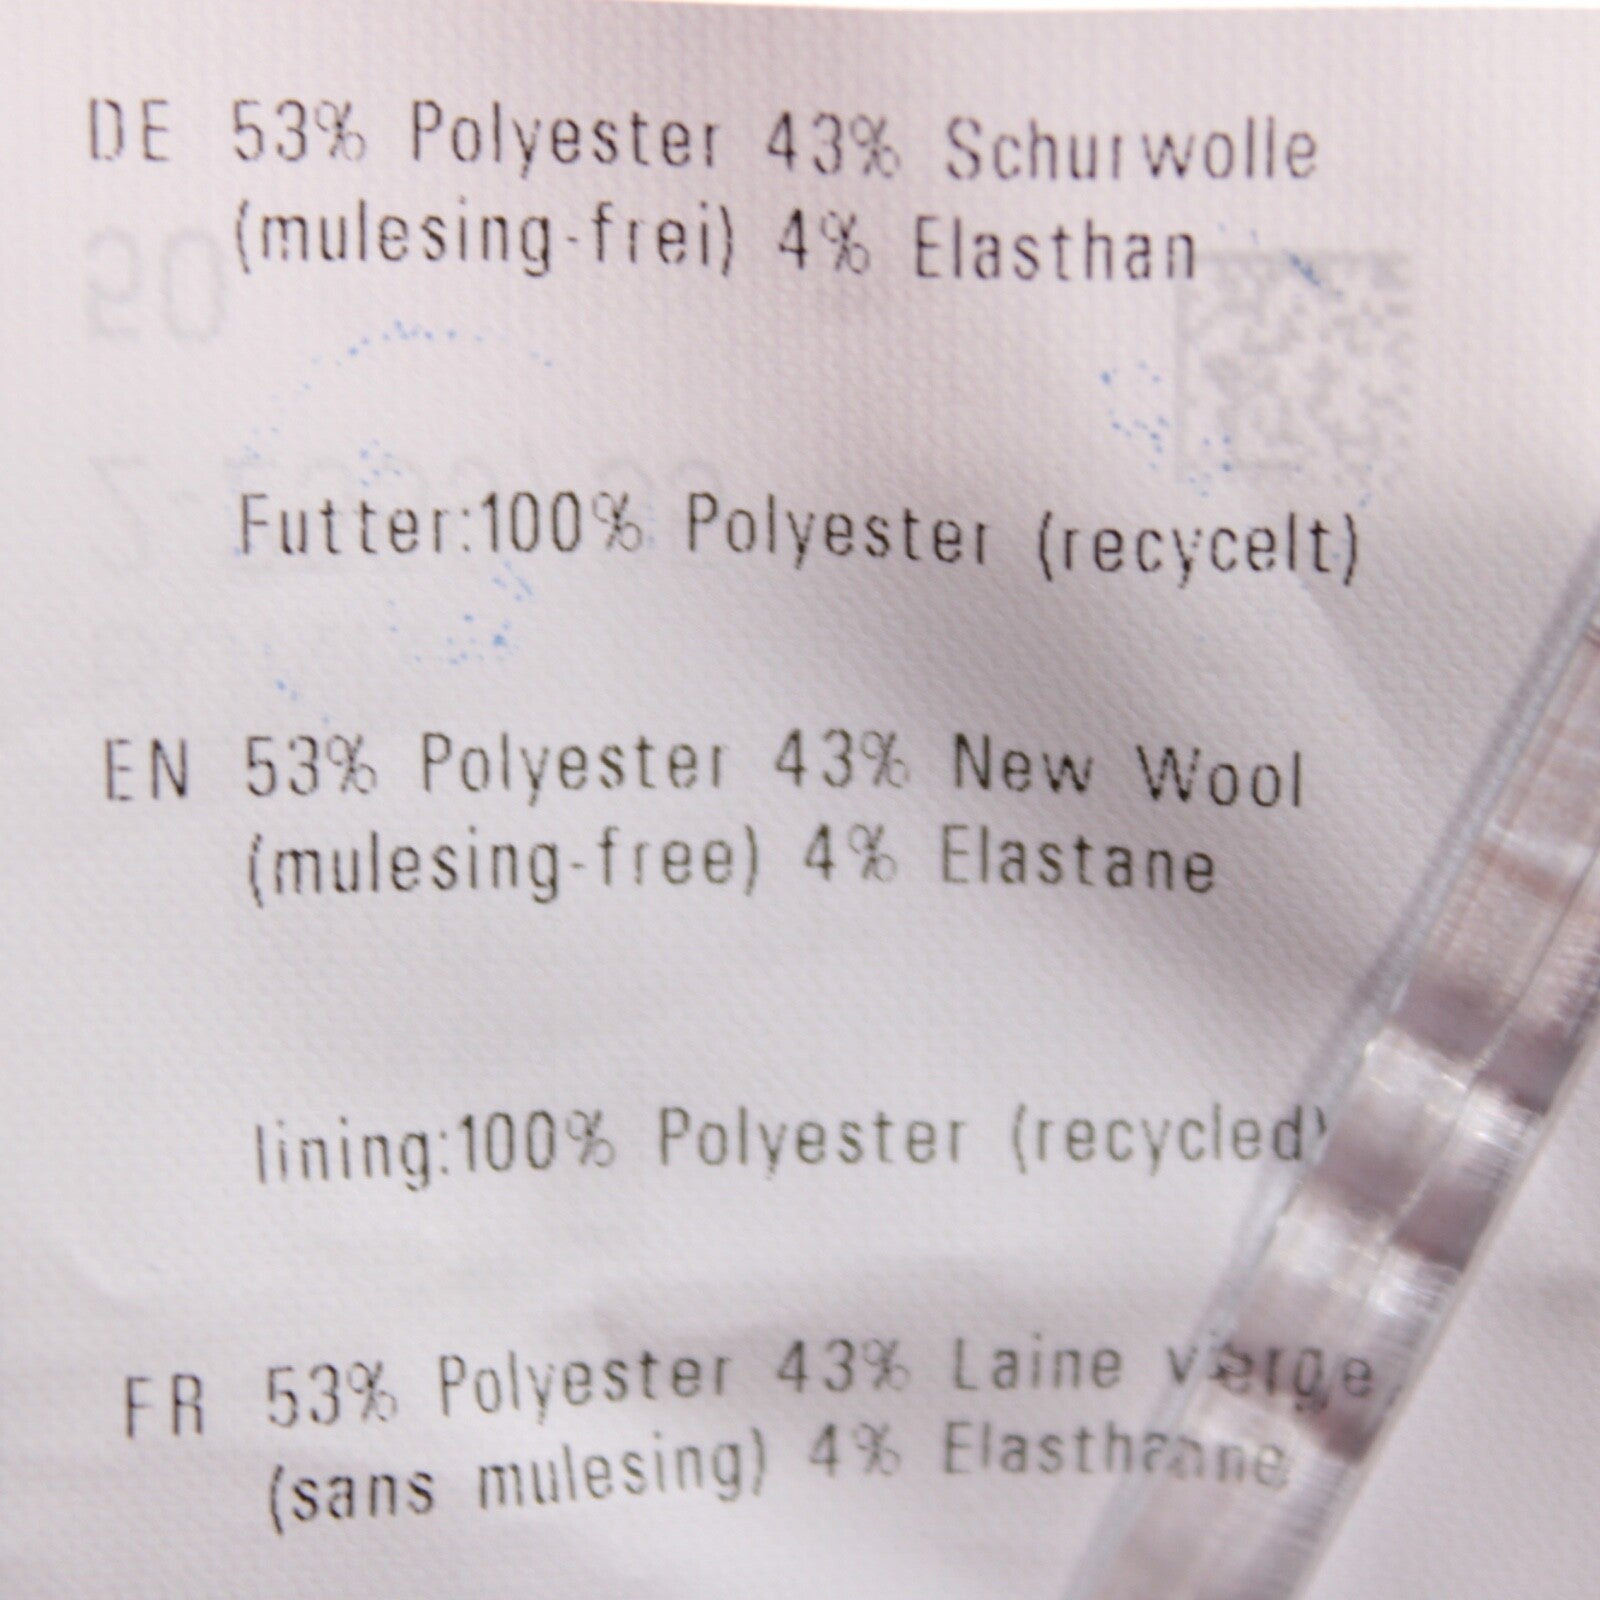 DE 53% Polyester 43% Schurwolle
(mulesing-frei) 4% Elasthan
Futter:100% Polyester (recycelt)
EN 53% Polyester 43% New Wool
(mulesing-free) 4% Elastane
lining:100% Polyester (recycled)
FR 53% Polyester 43% Laine vierge
(sans mulesing) 4% Elasthanne